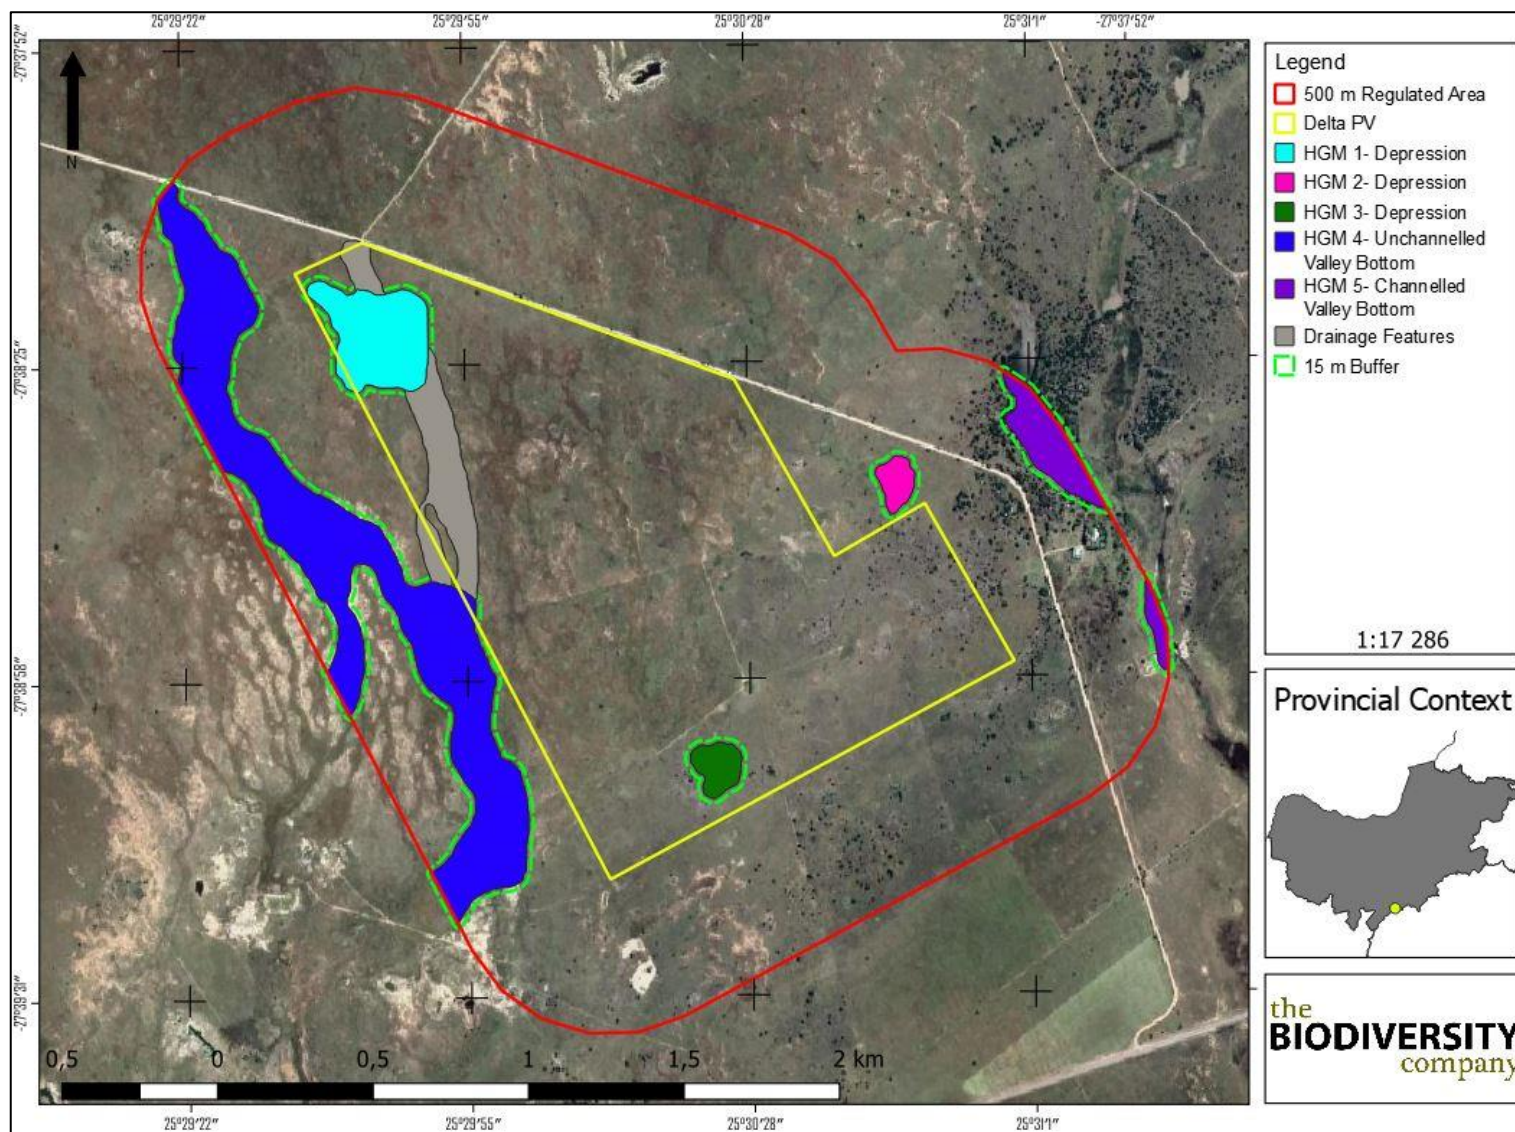 25°29'22" 25°29'55" 25°30'28" 25°31'1" -27°37'52"
-27°37'52"
-27°38'25"
-27°38'58"
-27°39'31"
N
Legend
500 m Regulated Area
Delta PV
HGM 1- Depression
HGM 2- Depression
HGM 3- Depression
HGM 4- Unchannelled
Valley Bottom
HGM 5- Channelled
Valley Bottom
Drainage Features
15 m Buffer
1:17 286
Provincial Context
the
BIODIVERSITY
company
0,5 0 0,5 1 1,5 2 km
25°29'22" 25°29'55" 25°30'28" 25°31'1"